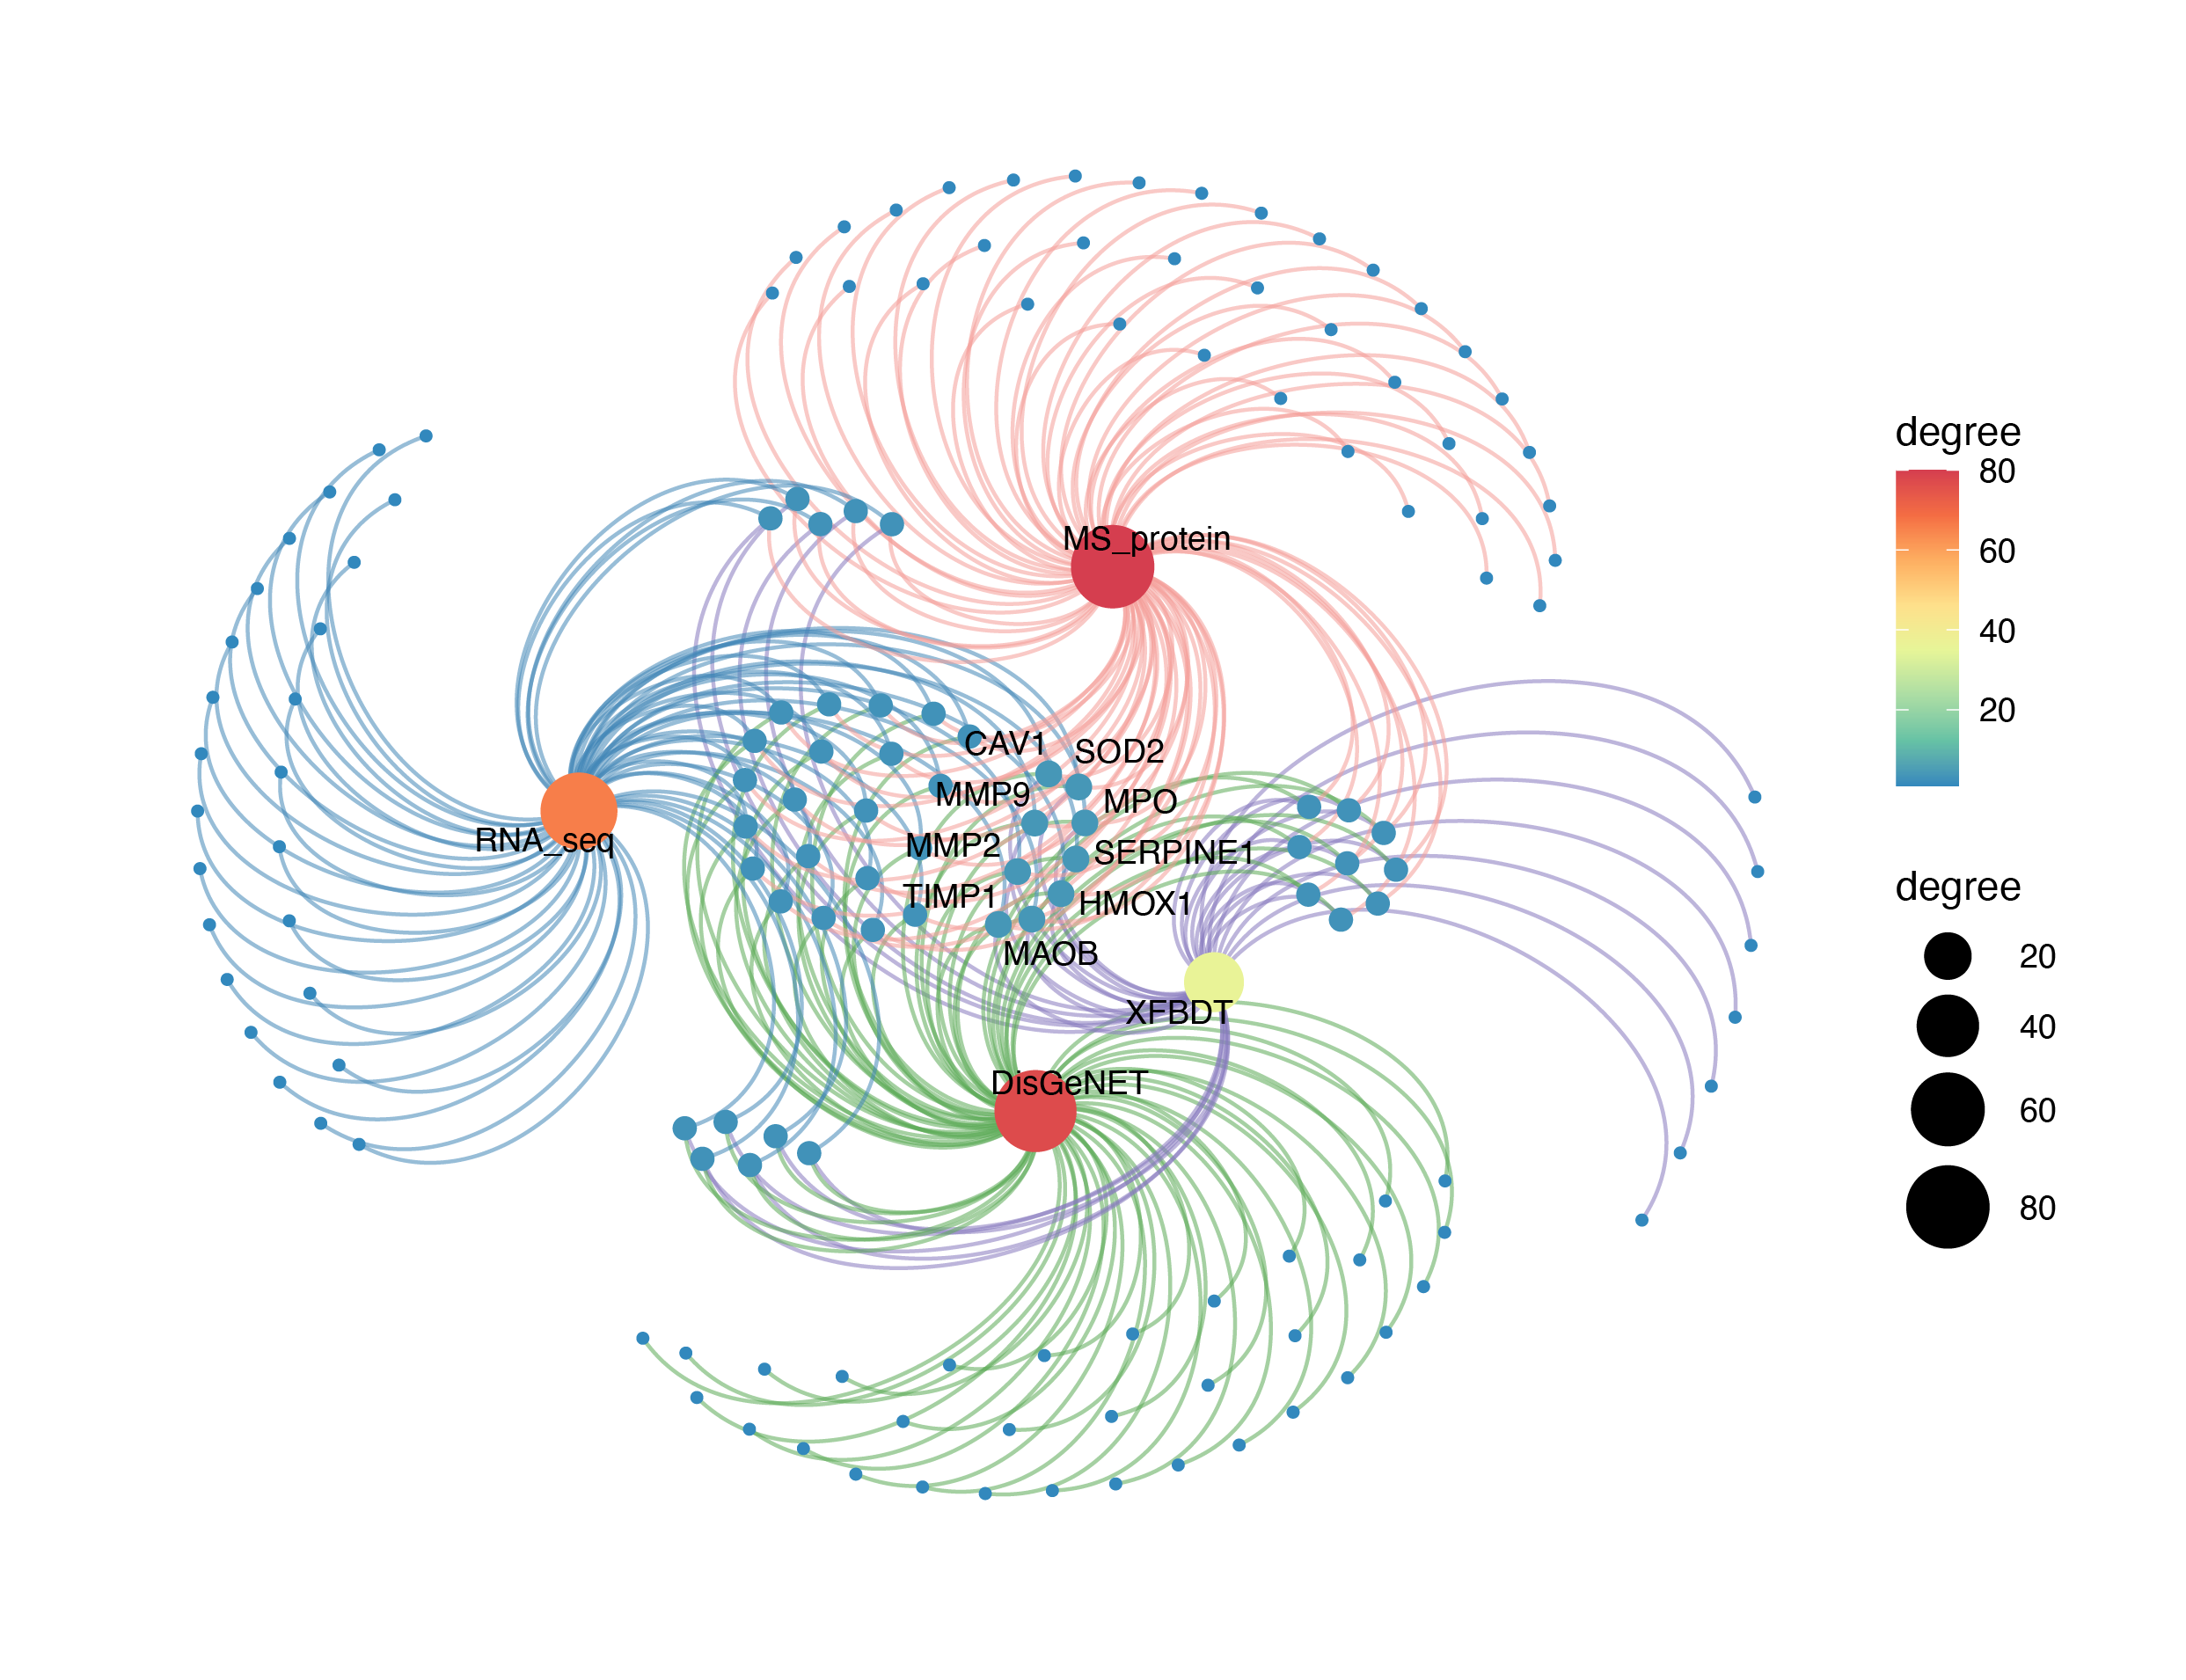 MS_protein
CAV1
SOD2
MMP9
MPO
RNA_seq
MMP2
SERPINE1
TIMP1
HMOX1
MAOB
XFBDT
DisGeNET
degree
80
60
40
20
degree
20
40
60
80